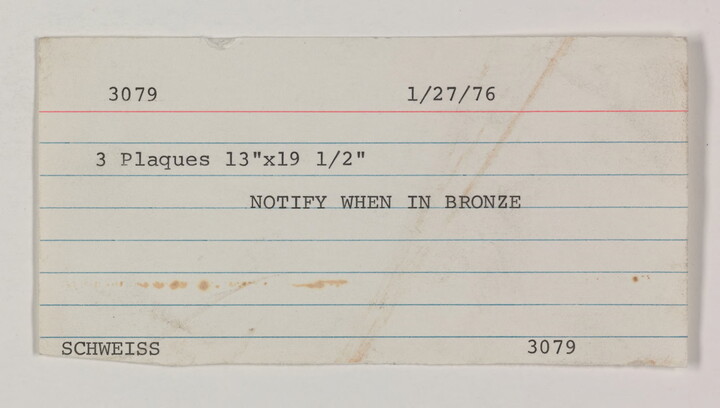 3079 1/27/76
3 Plaques 13"x19 1/2"
NOTIFY WHEN IN BRONZE
SCHWEISS 3079